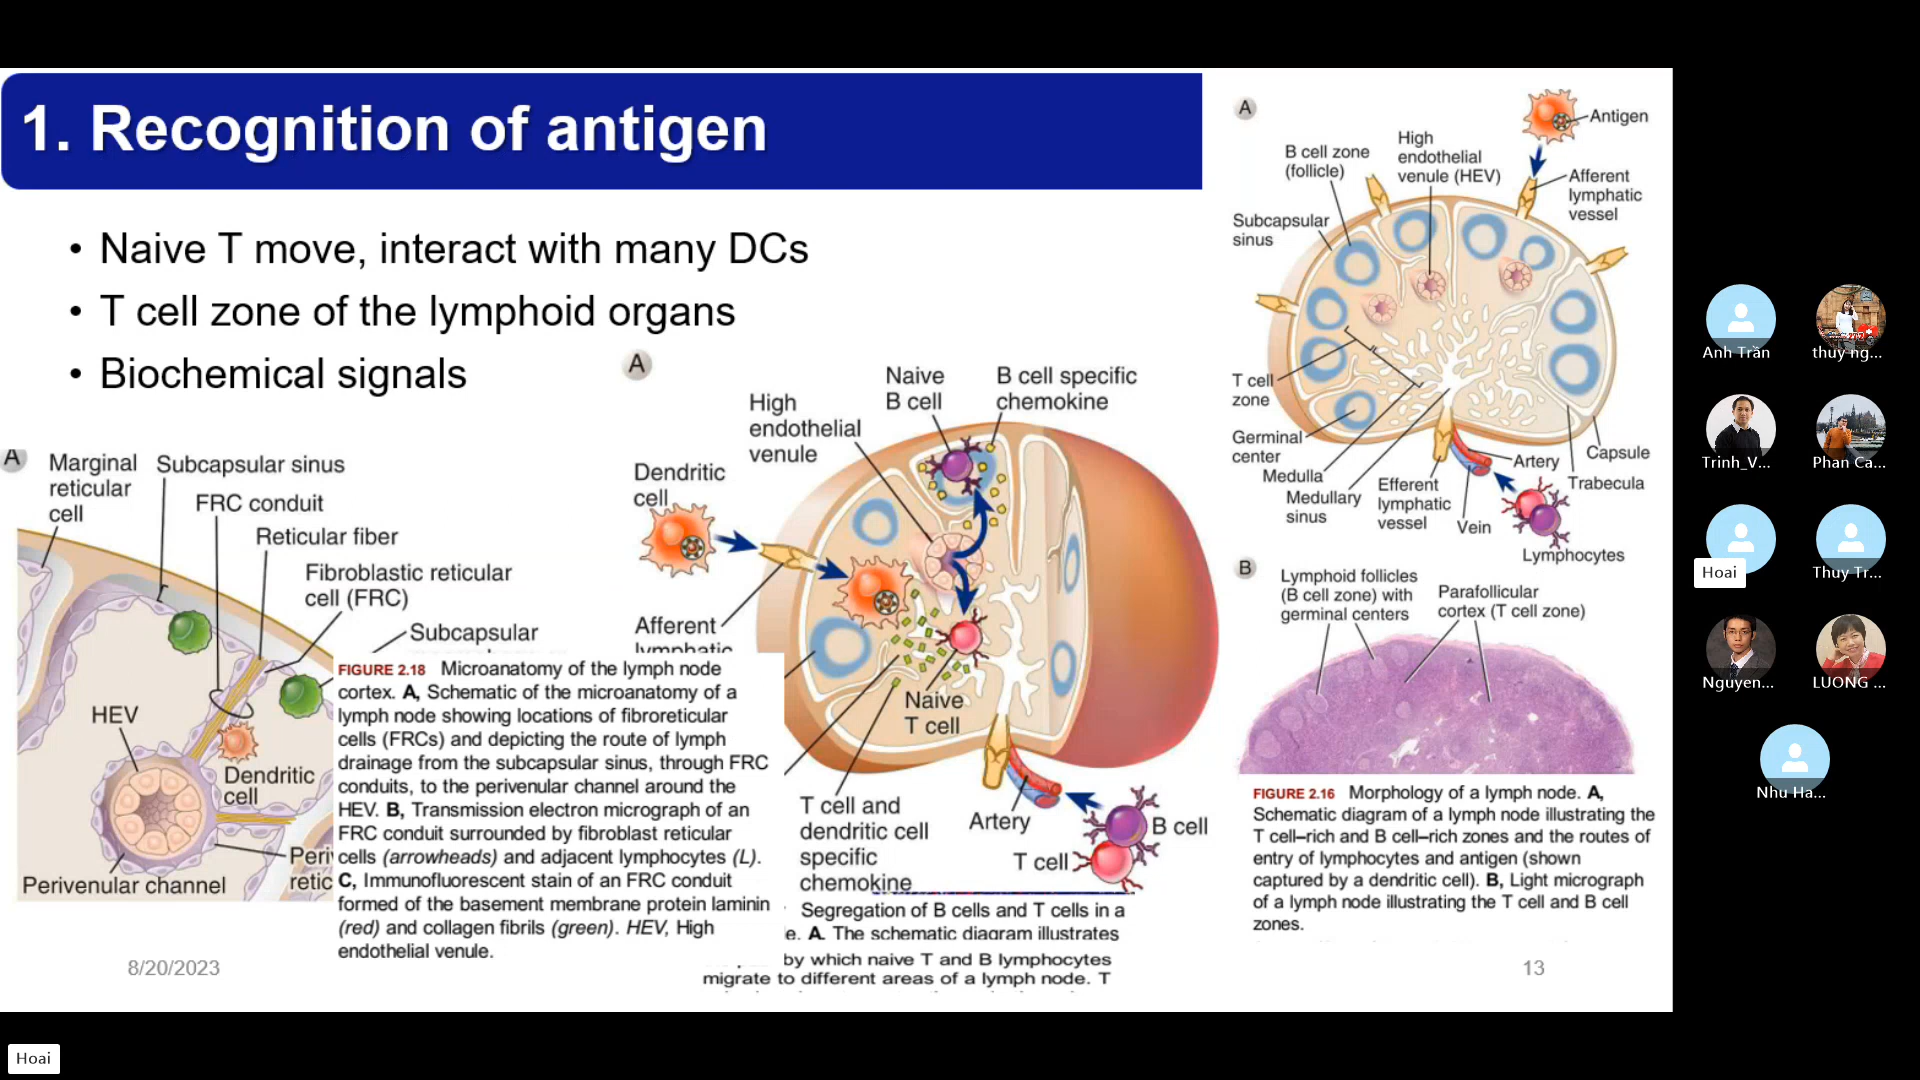 1. Recognition of antigen
• Naive T move, interact with many DCs
• T cell zone of the lymphoid organs
• Biochemical signals
A
Marginal
reticular
cell
Subcapsular sinus
FRC conduit
Reticular fiber
Fibroblastic reticular
cell (FRC)
Subcapsular
HEV
Dendritic
cell
Perivenular channel
Peri
retic
FIGURE 2.18 Microanatomy of the lymph node
cortex. A, Schematic of the microanatomy of a
lymph node showing locations of fibroreticular
cells (FRCs) and depicting the route of lymph
drainage from the subcapsular sinus, through FRC
conduits, to the perivenular channel around the
HEV. B, Transmission electron micrograph of an
FRC conduit surrounded by fibroblast reticular
cells (arrowheads) and adjacent lymphocytes (L).
C, Immunofluorescent stain of an FRC conduit
formed of the basement membrane protein laminin
(red) and collagen fibrils (green). HEV, High
endothelial venule.
A
Naive
B cell
B cell specific
chemokine
High
endothelial
venule
Dendritic
cell
Afferent
lymphatic
Naive
T cell
T cell and
dendritic cell
specific
chemokine
Artery
B cell
T cell
Segregation of B cells and T cells in a
e. A. The schematic diagram illustrates
by which naive T and B lymphocytes
migrate to different areas of a lymph node. T
A
Antigen
High
endothelial
venule (HEV)
B cell zone
(follicle)
Afferent
lymphatic
vessel
Subcapsular
sinus
T cell
zone
Germinal
center
Medulla
Medullary
sinus
Efferent
lymphatic
vessel
Vein
Artery
Capsule
Trabecula
Lymphocytes
B
Lymphoid follicles
(B cell zone) with
germinal centers
Parafollicular
cortex (T cell zone)
FIGURE 2.16 Morphology of a lymph node. A,
Schematic diagram of a lymph node illustrating the
T cell–rich and B cell–rich zones and the routes of
entry of lymphocytes and antigen (shown
captured by a dendritic cell). B, Light micrograph
of a lymph node illustrating the T cell and B cell
zones.
8/20/2023
13
Anh Trần
thuy ng...
Trinh_V...
Phan Ca...
Hoai
Thuy Tr...
Nguyen...
LUONG ...
Nhu Ha...
Hoai